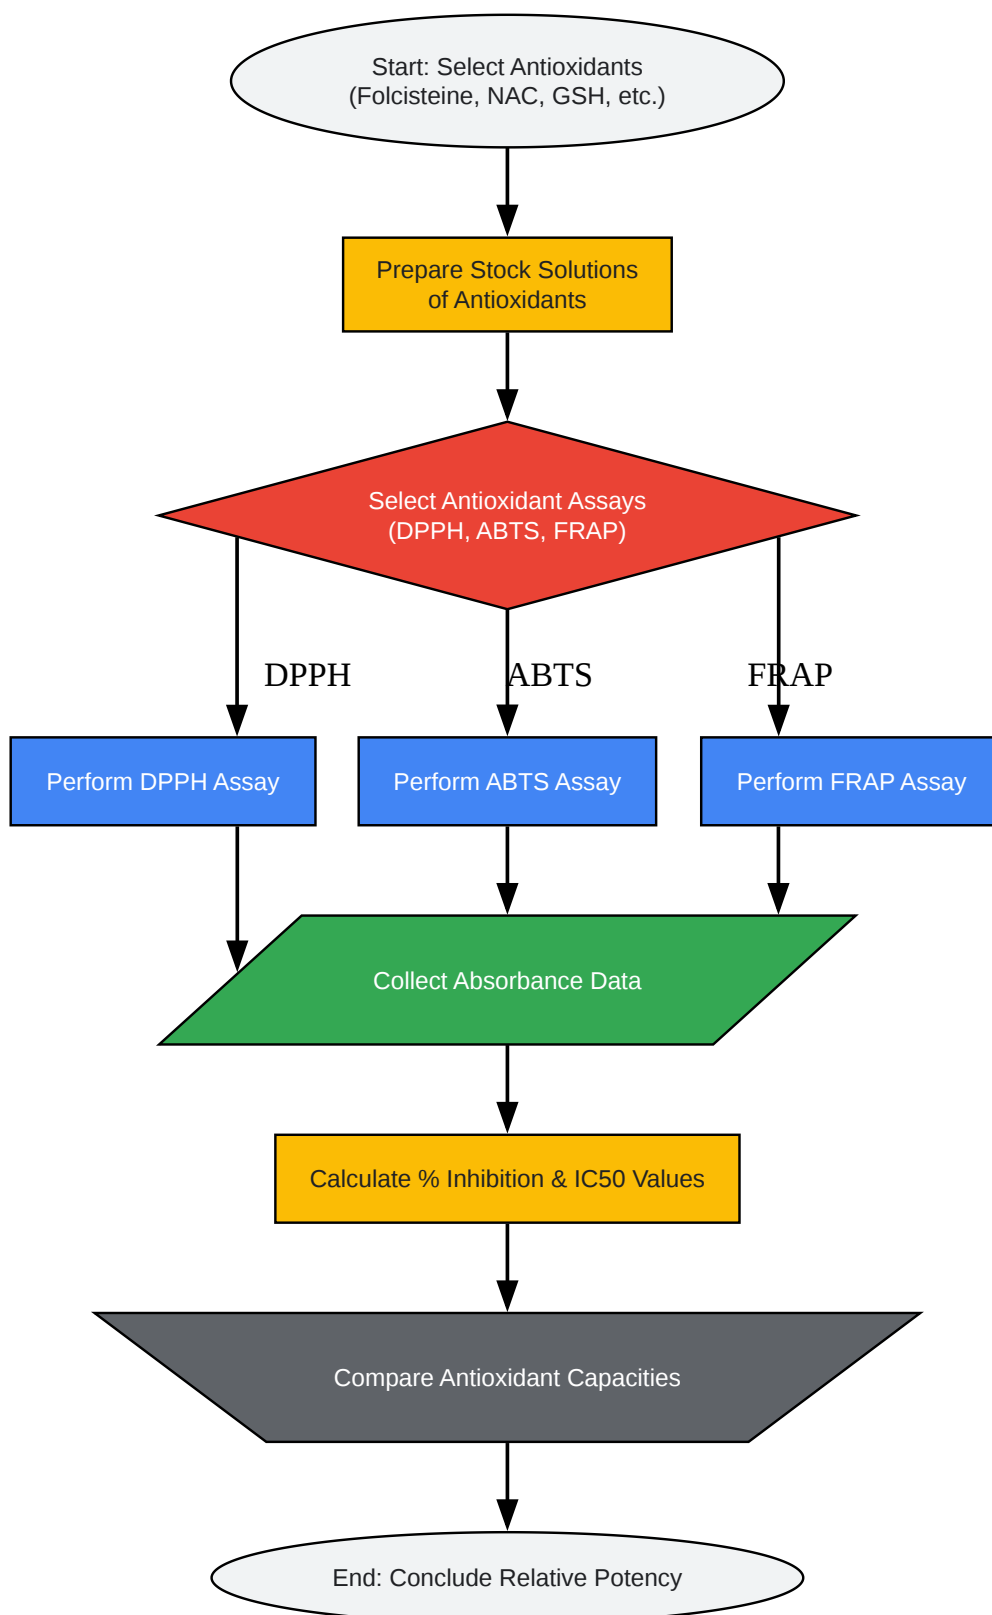 Start: Select Antioxidants
(Folcisteine, NAC, GSH, etc.)
Prepare Stock Solutions
of Antioxidants
Select Antioxidant Assays
(DPPH, ABTS, FRAP)
DPPH
ABTS
FRAP
Perform DPPH Assay
Perform ABTS Assay
Perform FRAP Assay
Collect Absorbance Data
Calculate % Inhibition & IC50 Values
Compare Antioxidant Capacities
End: Conclude Relative Potency